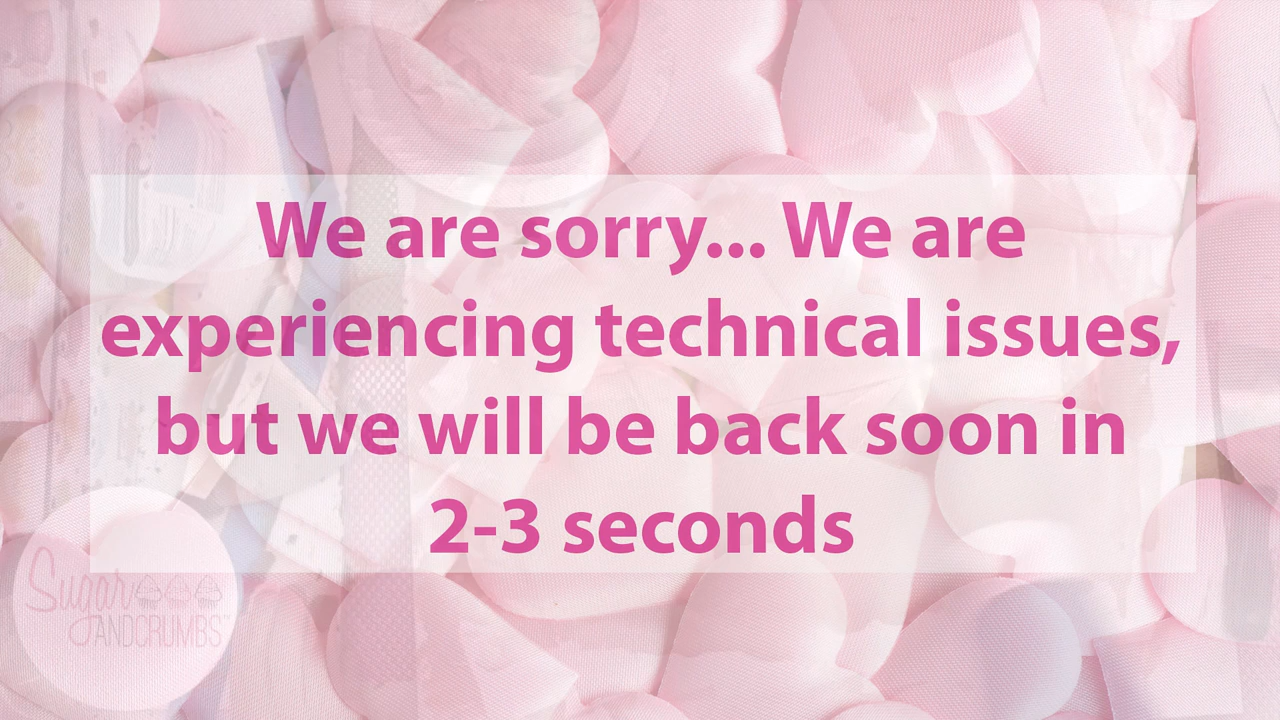 We are sorry... We are
experiencing technical issues,
but we will be back soon in
2-3 seconds
Sugar
ANDCRUMBS™